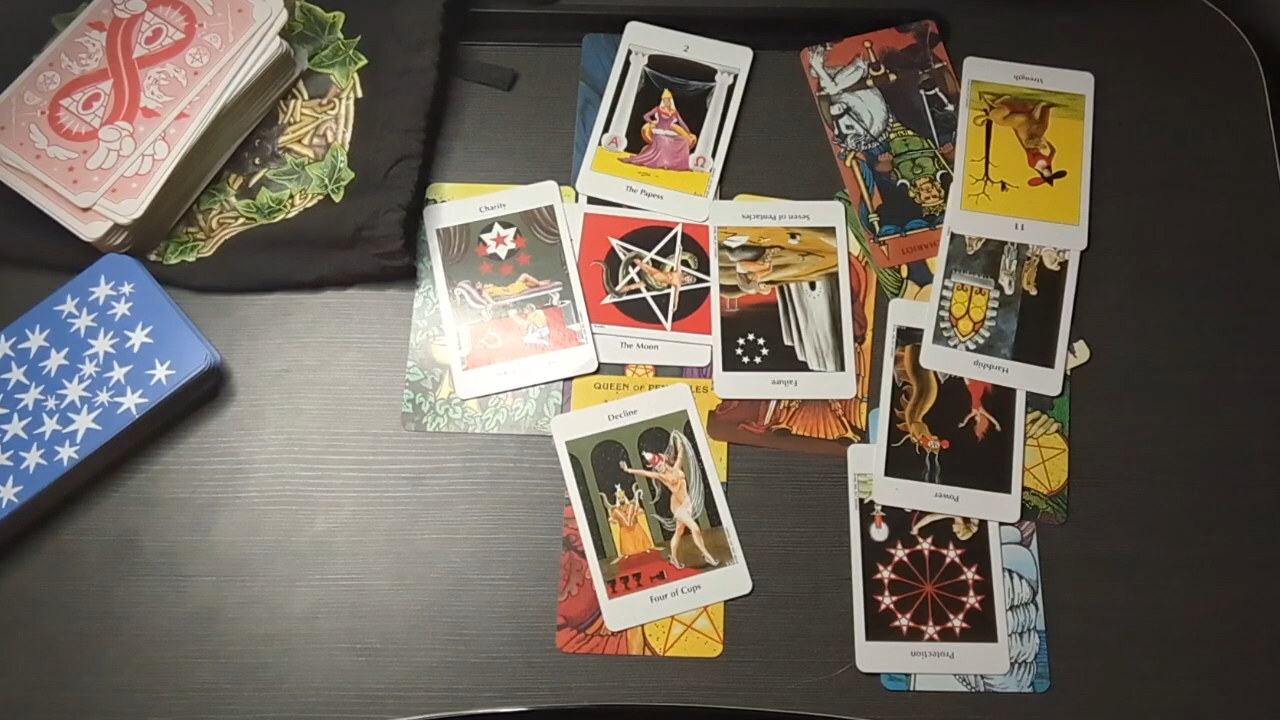 2
A
Ω
The Papess
Strength
11
CHARIOT
Charity
The Moon
Seven of Pentacles
Failure
Hardship
Power
QUEEN OF PENTACLES
Decline
Four of Cups
Protection